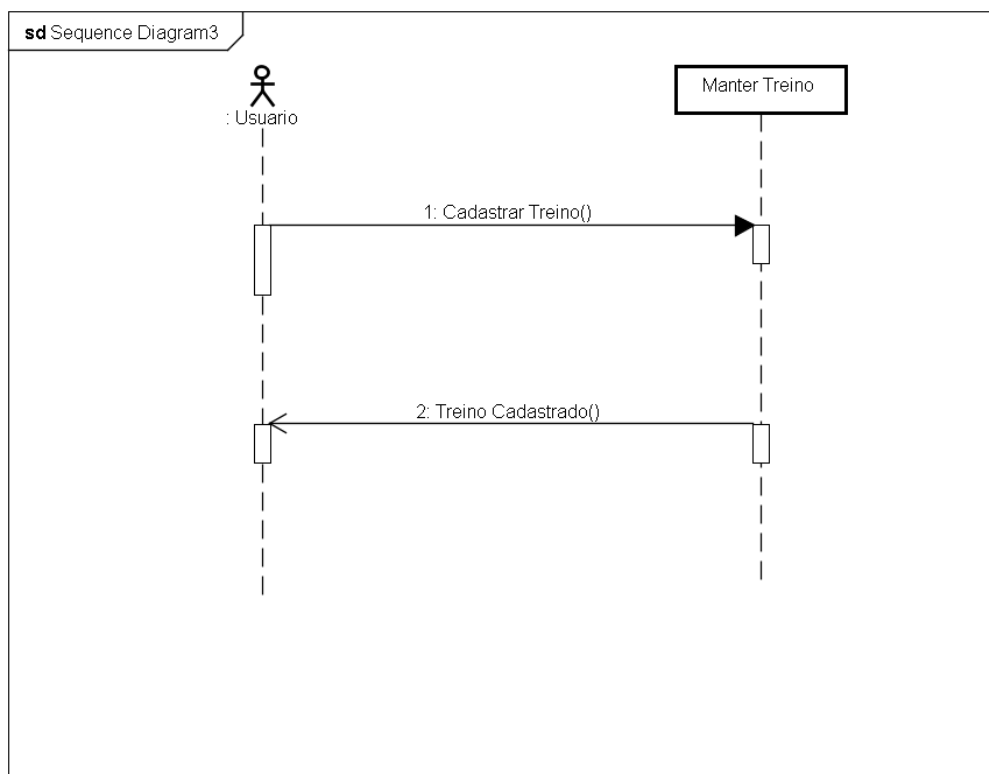 sd Sequence Diagram3
: Usuario
Manter Treino
1: Cadastrar Treino()
2: Treino Cadastrado()